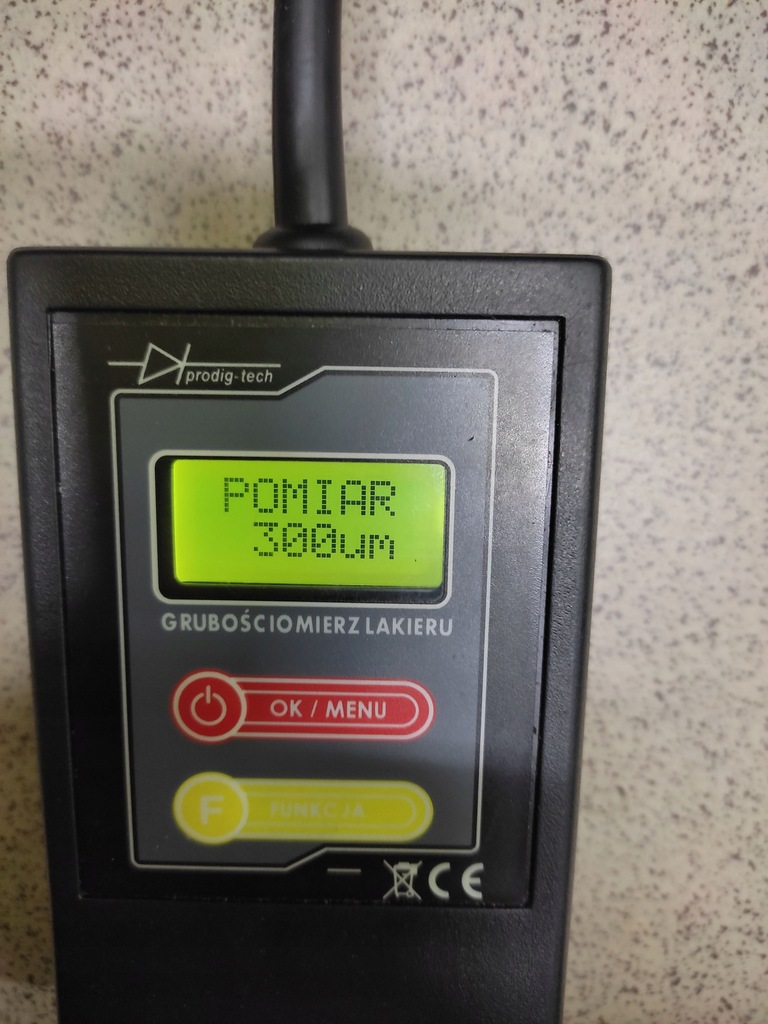 prodig-tech
POMIAR
300um
GRUBOŚCIOMIERZ LAKIERU
OK / MENU
F FUNKCJA
CE